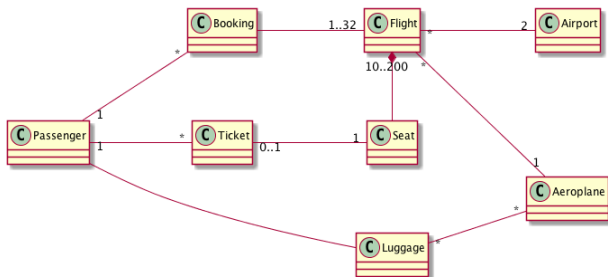 C Booking
1..32
C Flight
*
2
C Airport
*
10..200
*
1
C Passenger
1
*
C Ticket
0..1
1
C Seat
1
C Aeroplane
*
*
C Luggage